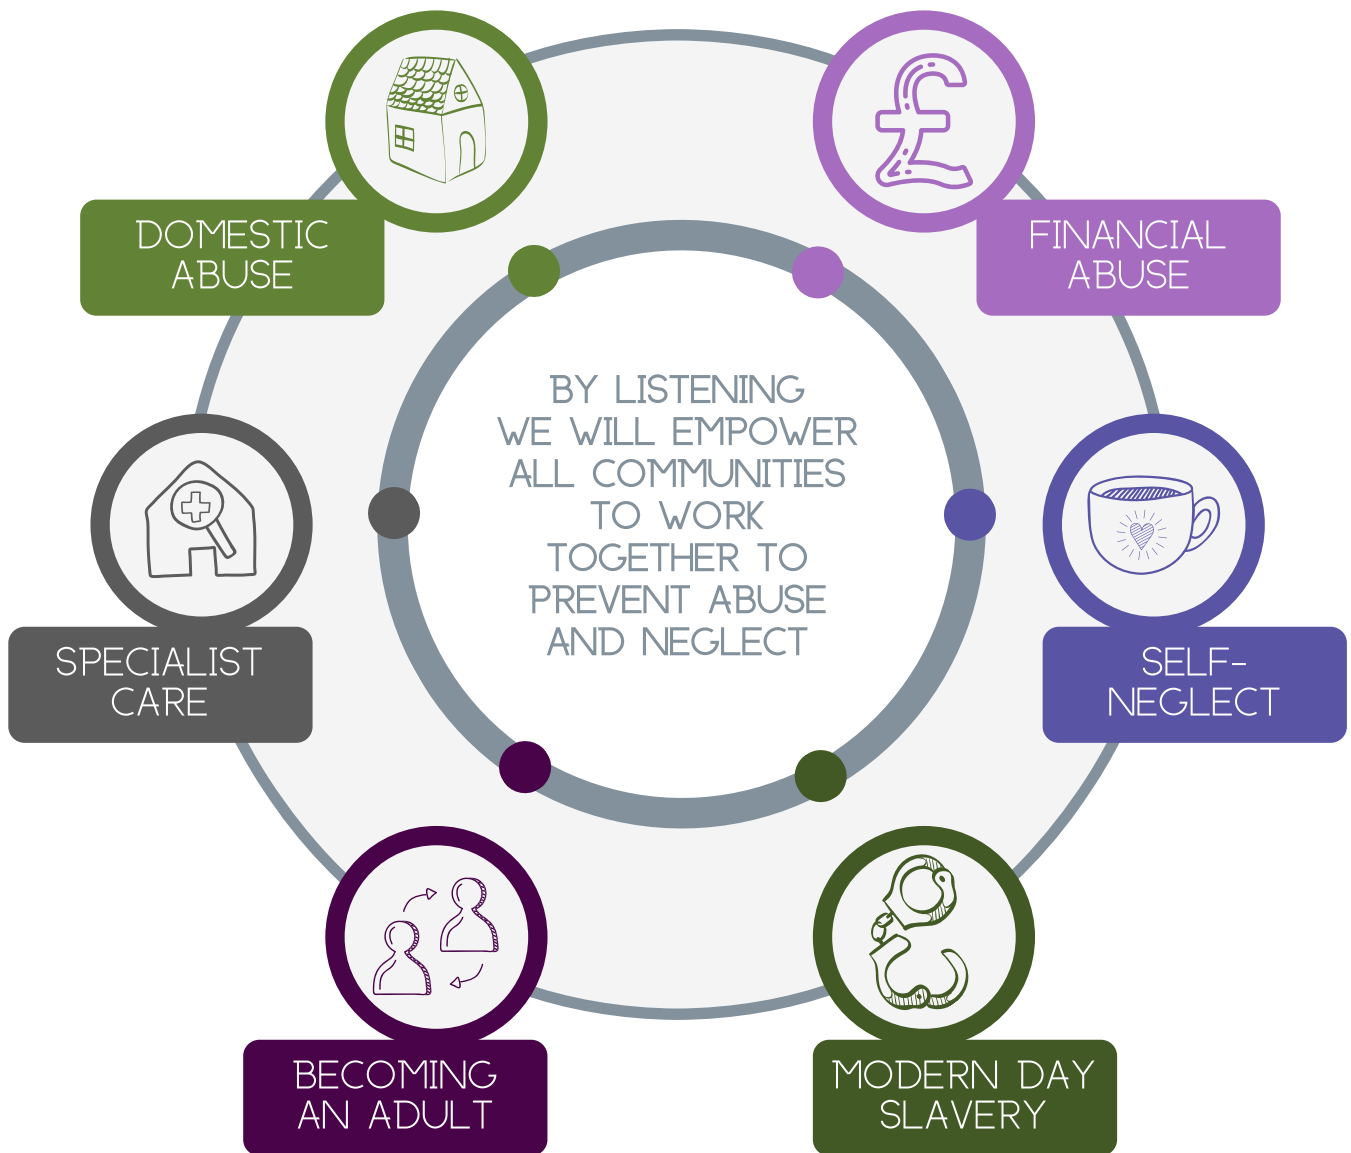 DOMESTIC
ABUSE
FINANCIAL
ABUSE
BY LISTENING
WE WILL EMPOWER
ALL COMMUNITIES
TO WORK
TOGETHER TO
PREVENT ABUSE
AND NEGLECT
SPECIALIST
CARE
SELF-
NEGLECT
BECOMING
AN ADULT
MODERN DAY
SLAVERY